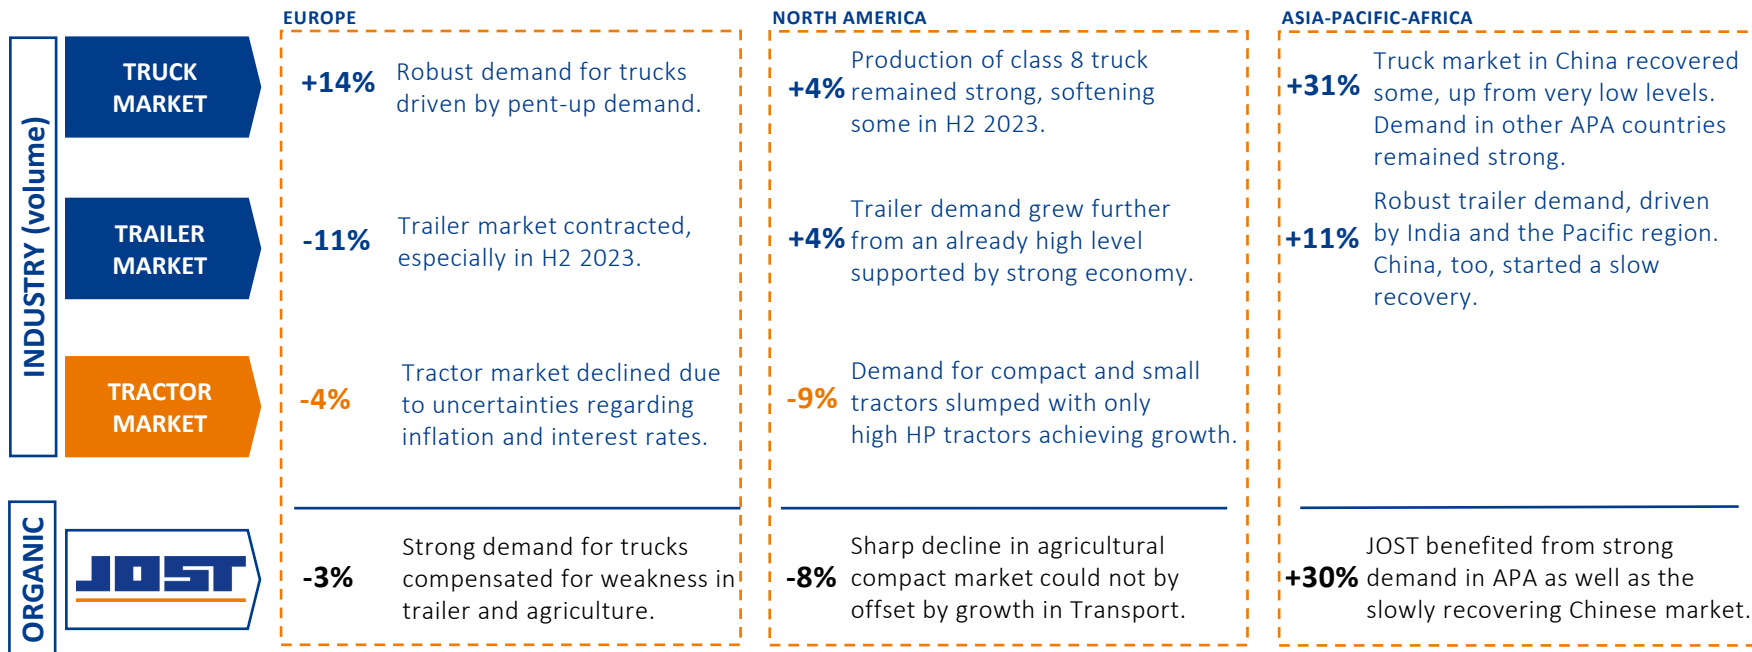 EUROPE
NORTH AMERICA
ASIA-PACIFIC-AFRICA
INDUSTRY (volume)
TRUCK
MARKET
+14%
Robust demand for trucks
driven by pent-up demand.
+4%
Production of class 8 truck
remained strong, softening
some in H2 2023.
+31%
Truck market in China recovered
some, up from very low levels.
Demand in other APA countries
remained strong.
TRAILER
MARKET
-11%
Trailer market contracted,
especially in H2 2023.
+4%
Trailer demand grew further
from an already high level
supported by strong economy.
+11%
Robust trailer demand, driven
by India and the Pacific region.
China, too, started a slow
recovery.
TRACTOR
MARKET
-4%
Tractor market declined due
to uncertainties regarding
inflation and interest rates.
-9%
Demand for compact and small
tractors slumped with only
high HP tractors achieving growth.
ORGANIC
JOST
-3%
Strong demand for trucks
compensated for weakness in
trailer and agriculture.
-8%
Sharp decline in agricultural
compact market could not by
offset by growth in Transport.
+30%
JOST benefited from strong
demand in APA as well as the
slowly recovering Chinese market.